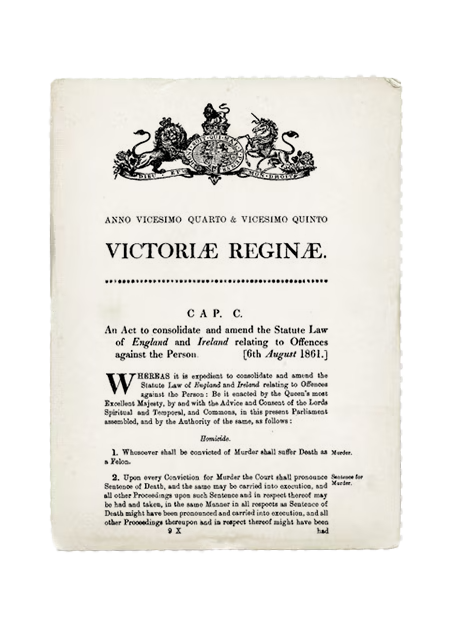 DIEU ET MON DROIT
ANNO VICESIMO QUARTO & VICESIMO QUINTO
VICTORIÆ REGINÆ.
CAP. C.
An Act to consolidate and amend the Statute Law
of England and Ireland relating to Offences
against the Person. [6th August 1861.]
WHEREAS it is expedient to consolidate and amend the
Statute Law of England and Ireland relating to Offences
against the Person: Be it enacted by the Queen's most
Excellent Majesty, by and with the Advice and Consent of the Lords
Spiritual and Temporal, and Commons, in this present Parliament
assembled, and by the Authority of the same, as follows:
Homicide.
1. Whosoever shall be convicted of Murder shall suffer Death as Murder.
a Felon.
2. Upon every Conviction for Murder the Court shall pronounce Sentence for
Sentence of Death, and the same may be carried into execution, and Murder.
all other Proceedings upon such Sentence and in respect thereof may
be had and taken, in the same Manner in all respects as Sentence of
Death might have been pronounced and carried into execution, and all
other Proceedings thereupon and in respect thereof might have been
9 X had